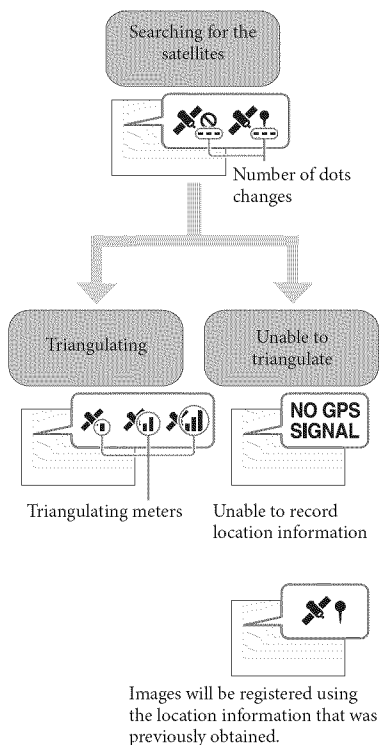 Searching for the
satellites
Number of dots
changes
Triangulating
Unable to
triangulate
NO GPS
SIGNAL
Triangulating meters
Unable to record
location information
Images will be registered using
the location information that was
previously obtained.